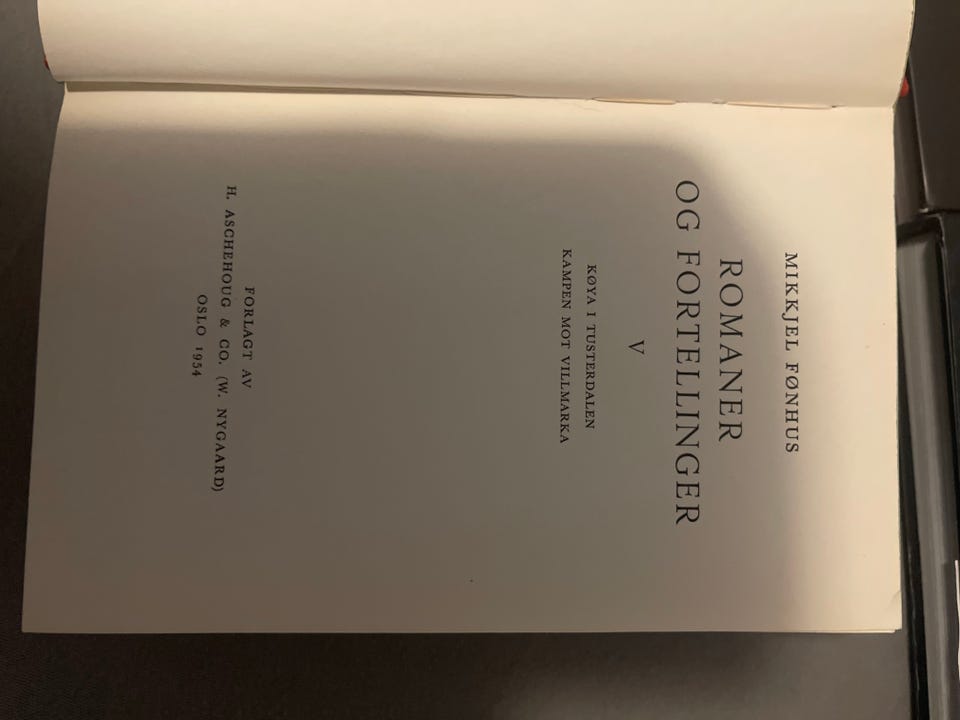 MIKKJEL FØNHUS
ROMANER
OG FORTELLINGER
V
KØYA I TUSTERDALEN
KAMPEN MOT VILLMARKA
FORLAGT AV
H. ASCHEHOUG & CO. (W. NYGAARD)
OSLO 1954